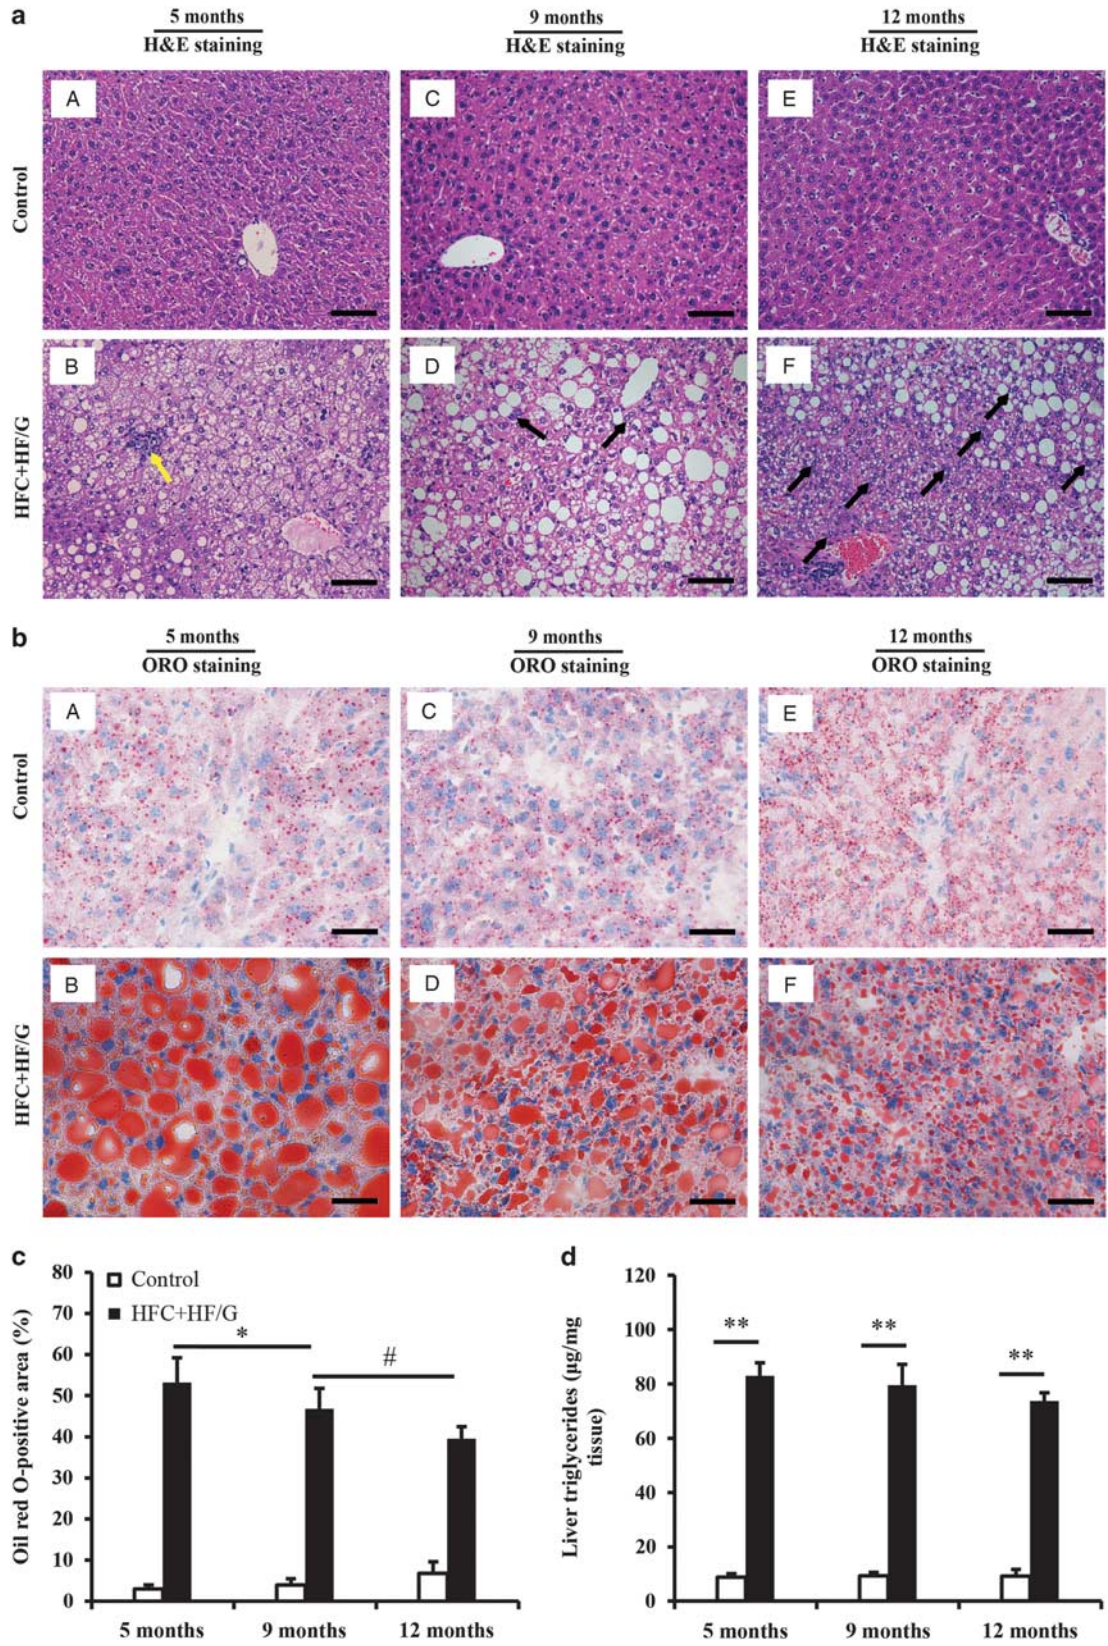 a
5 months
H&E staining
9 months
H&E staining
12 months
H&E staining
Control
A
C
E
HFC+HF/G
B
D
F
b
5 months
ORO staining
9 months
ORO staining
12 months
ORO staining
Control
A
C
E
HFC+HF/G
B
D
F
c
Oil red O-positive area (%)
80
70
60
50
40
30
20
10
0
Control
HFC+HF/G
*
#
5 months
9 months
12 months
d
Liver triglycerides (µg/mg
tissue)
120
100
80
60
40
20
0
**
**
**
5 months
9 months
12 months